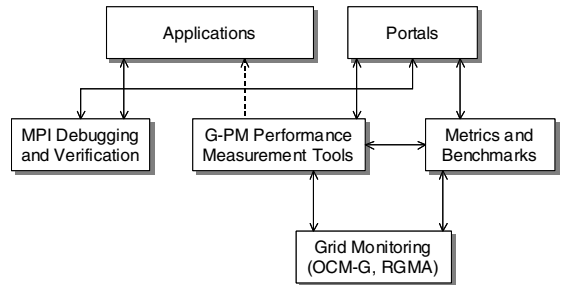 Applications
Portals
MPI Debugging
and Verification
G-PM Performance
Measurement Tools
Metrics and
Benchmarks
Grid Monitoring
(OCM-G, RGMA)